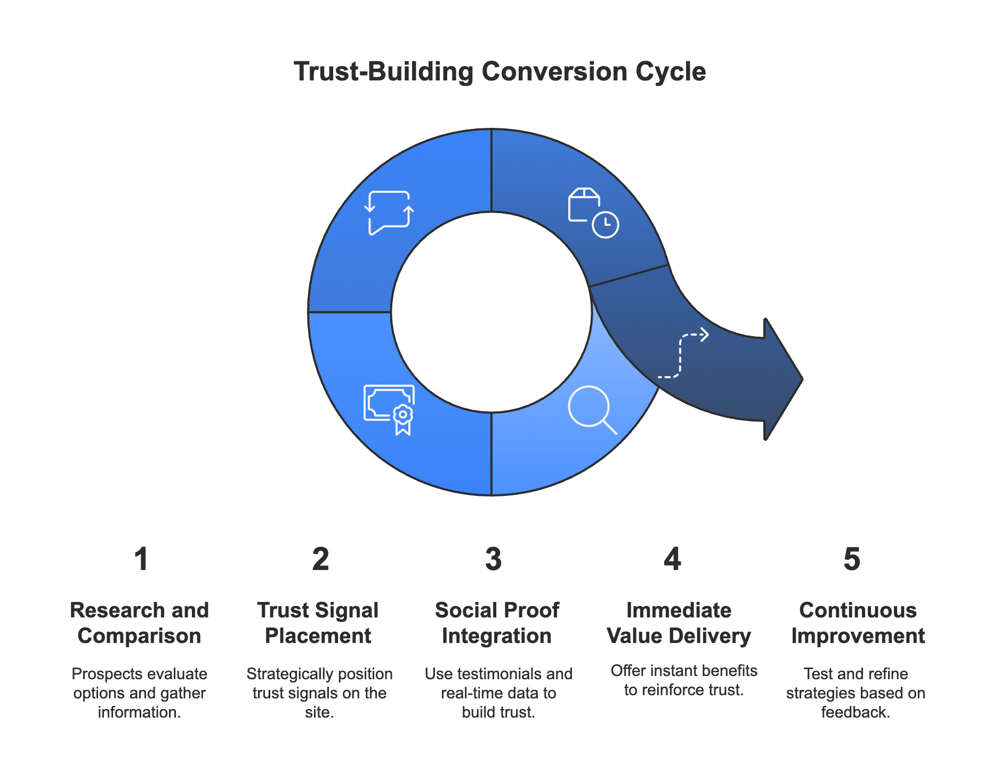 Trust-Building Conversion Cycle
1
2
3
4
5
Research and
Comparison
Trust Signal
Placement
Social Proof
Integration
Immediate
Value Delivery
Continuous
Improvement
Prospects evaluate
options and gather
information.
Strategically position
trust signals on the
site.
Use testimonials and
real-time data to
build trust.
Offer instant benefits
to reinforce trust.
Test and refine
strategies based on
feedback.